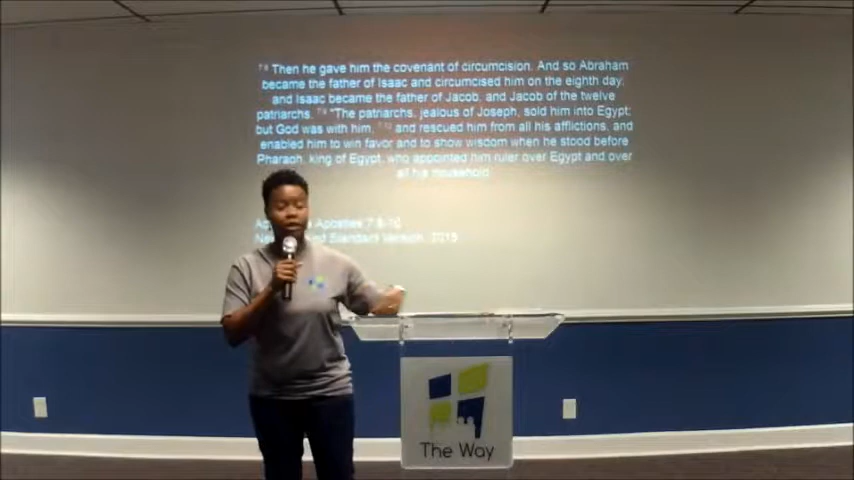 7:8 Then he gave him the covenant of circumcision. And so Abraham
became the father of Isaac and circumcised him on the eighth day;
and Isaac became the father of Jacob, and Jacob of the twelve
patriarchs. 7:9 "The patriarchs, jealous of Joseph, sold him into Egypt;
but God was with him, 7:10 and rescued him from all his afflictions, and
enabled him to win favor and to show wisdom when he stood before
Pharaoh, king of Egypt, who appointed him ruler over Egypt and over
all his household.
Apostles 7:8-10
Standard Version, 2015
The Way